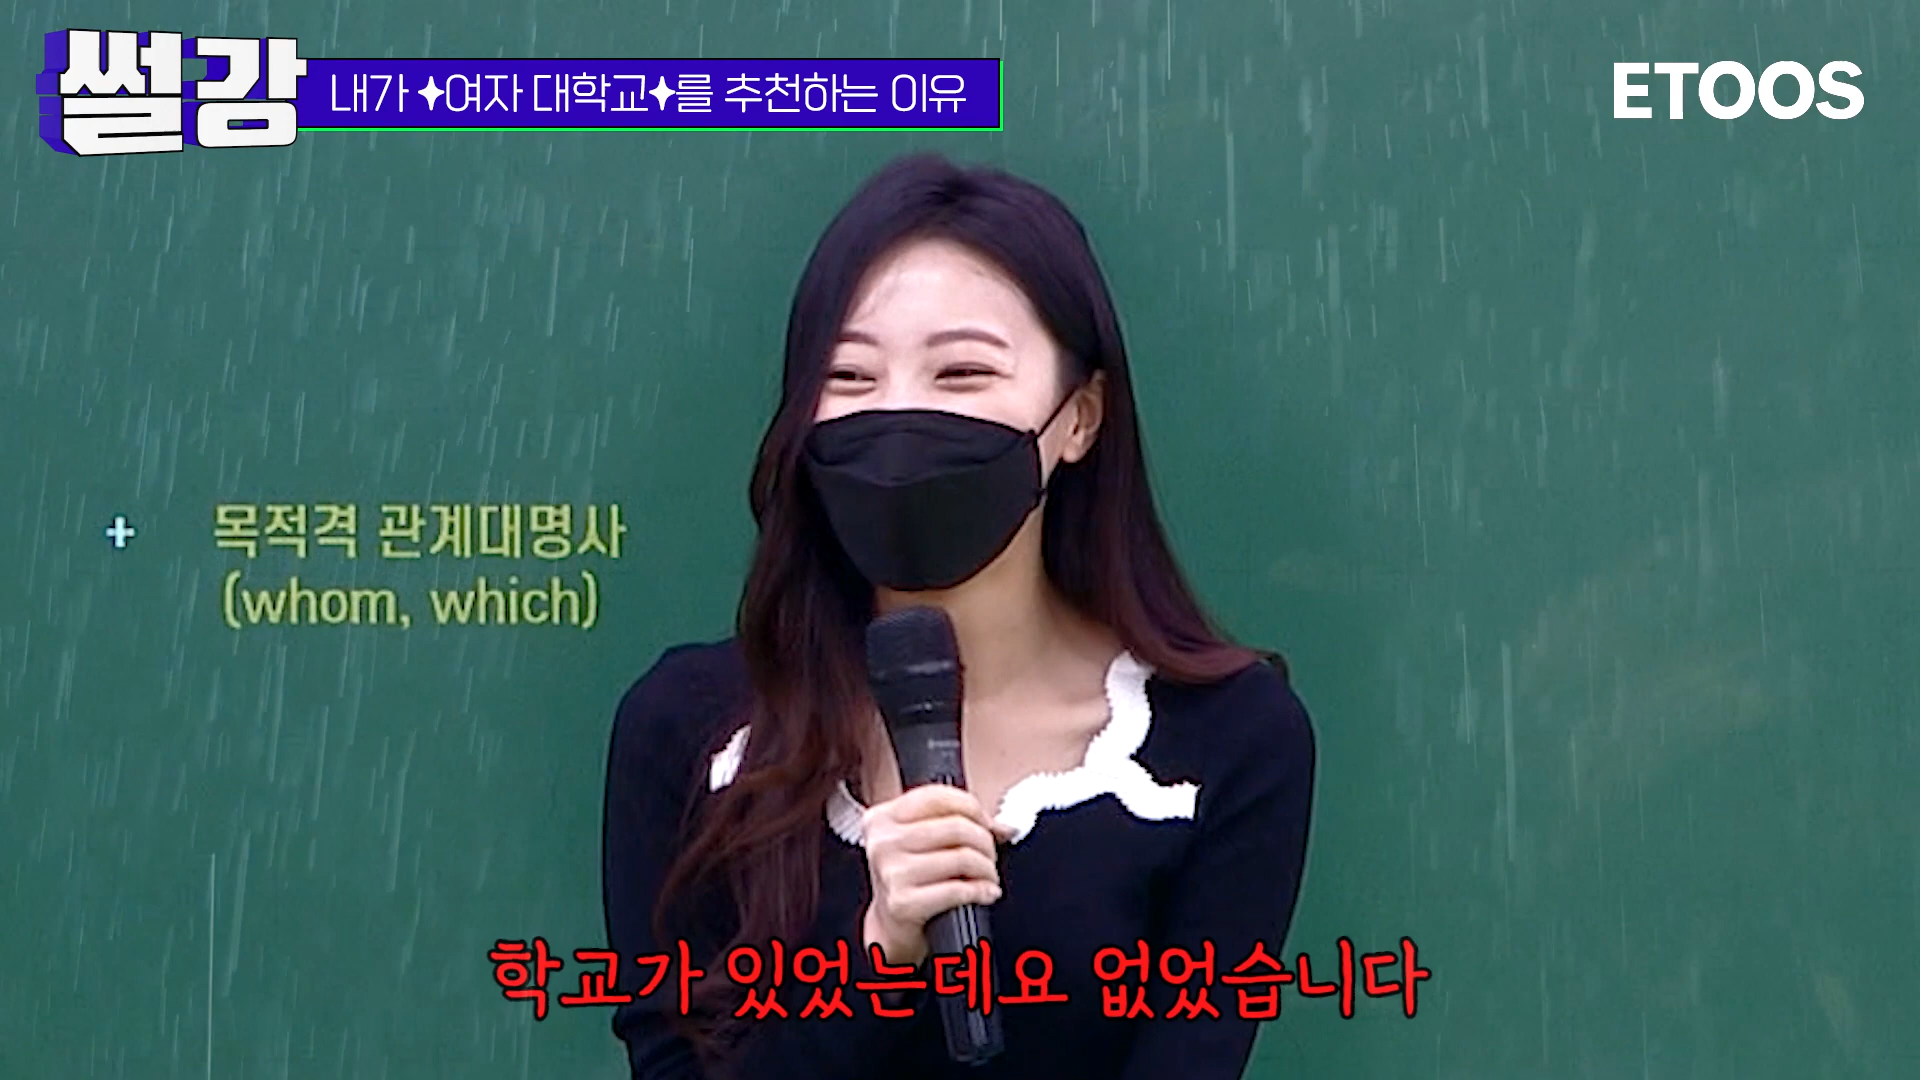 썰강
내가 ✦여자 대학교✦를 추천하는 이유
ETOOS
+ 목적격 관계대명사
(whom, which)
학교가 있었는데요 없었습니다